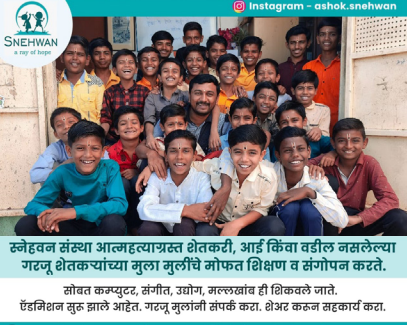 Instagram - ashok.snehwan
SNEHWAN
a ray of hope
स्नेहवन संस्था आत्महत्याग्रस्त शेतकरी, आई किंवा वडील नसलेल्या
गरजू शेतकऱ्यांच्या मुला मुलींचे मोफत शिक्षण व संगोपन करते.
सोबत कम्प्युटर, संगीत, उद्योग, मल्लखांब ही शिकवले जाते.
ऍडमिशन सुरू झाले आहेत. गरजू मुलांनी संपर्क करा. शेअर करून सहकार्य करा.